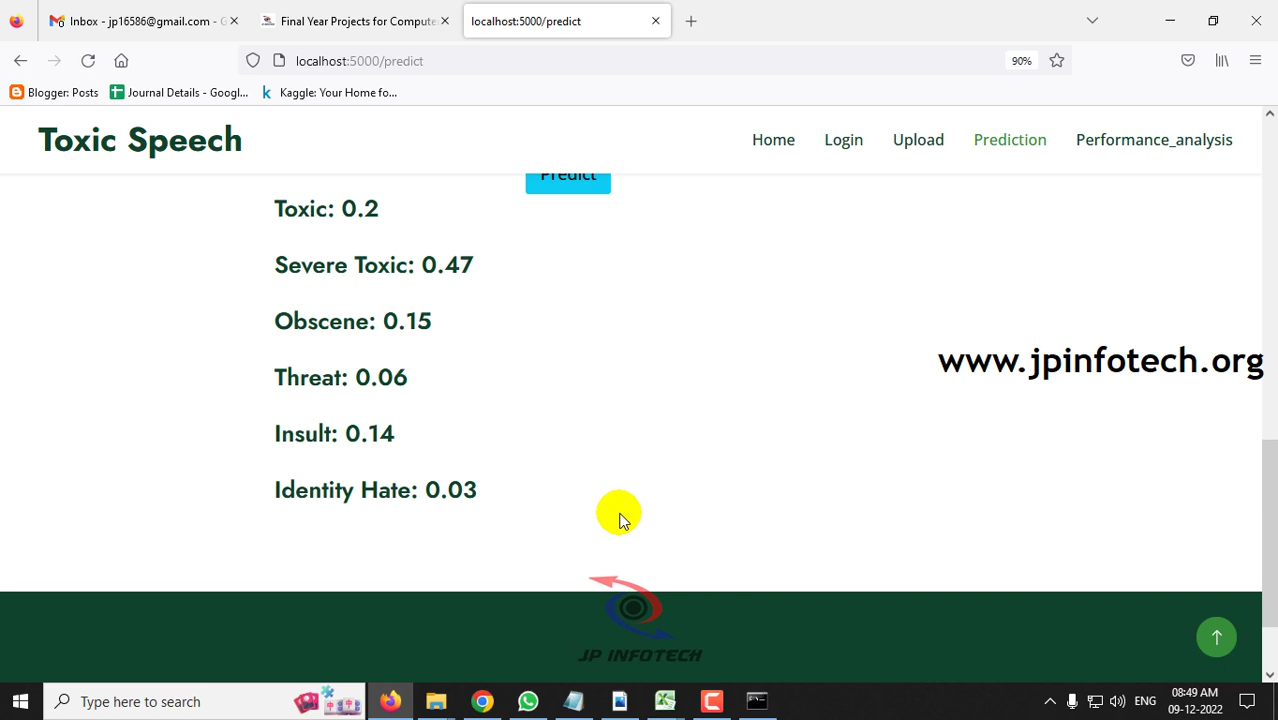 Inbox - jp16586@gmail.com - G
Final Year Projects for Compute
localhost:5000/predict
localhost:5000/predict
90%
Blogger: Posts
Journal Details - Googl...
Kaggle: Your Home fo...
Toxic Speech
Home
Login
Upload
Prediction
Performance_analysis
Predict
Toxic: 0.2
Severe Toxic: 0.47
Obscene: 0.15
www.jpinfotech.org
Threat: 0.06
Insult: 0.14
Identity Hate: 0.03
JP INFOTECH
Type here to search
ENG
08:49 AM
09-12-2022